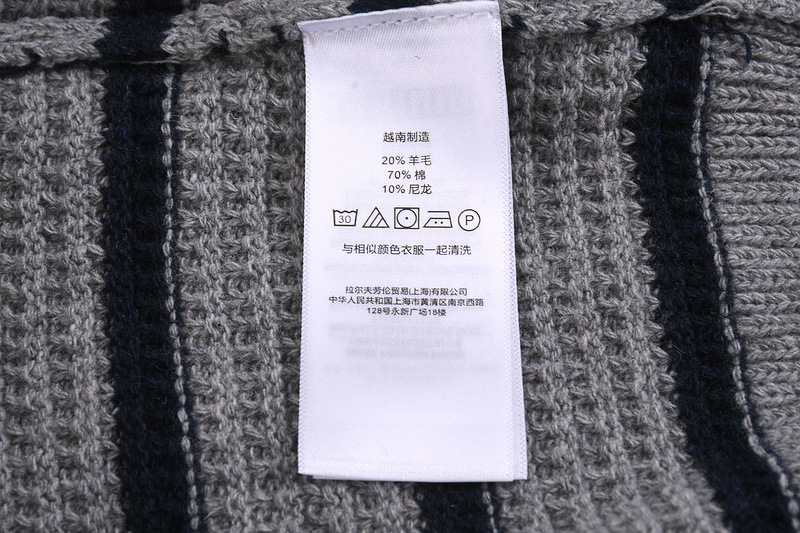 越南制造
20% 羊毛
70% 棉
10% 尼龙
30 P
与相似颜色衣服一起清洗
拉尔夫劳伦贸易(上海)有限公司
中华人民共和国上海市黄清区南京西路
128号永新广场18楼